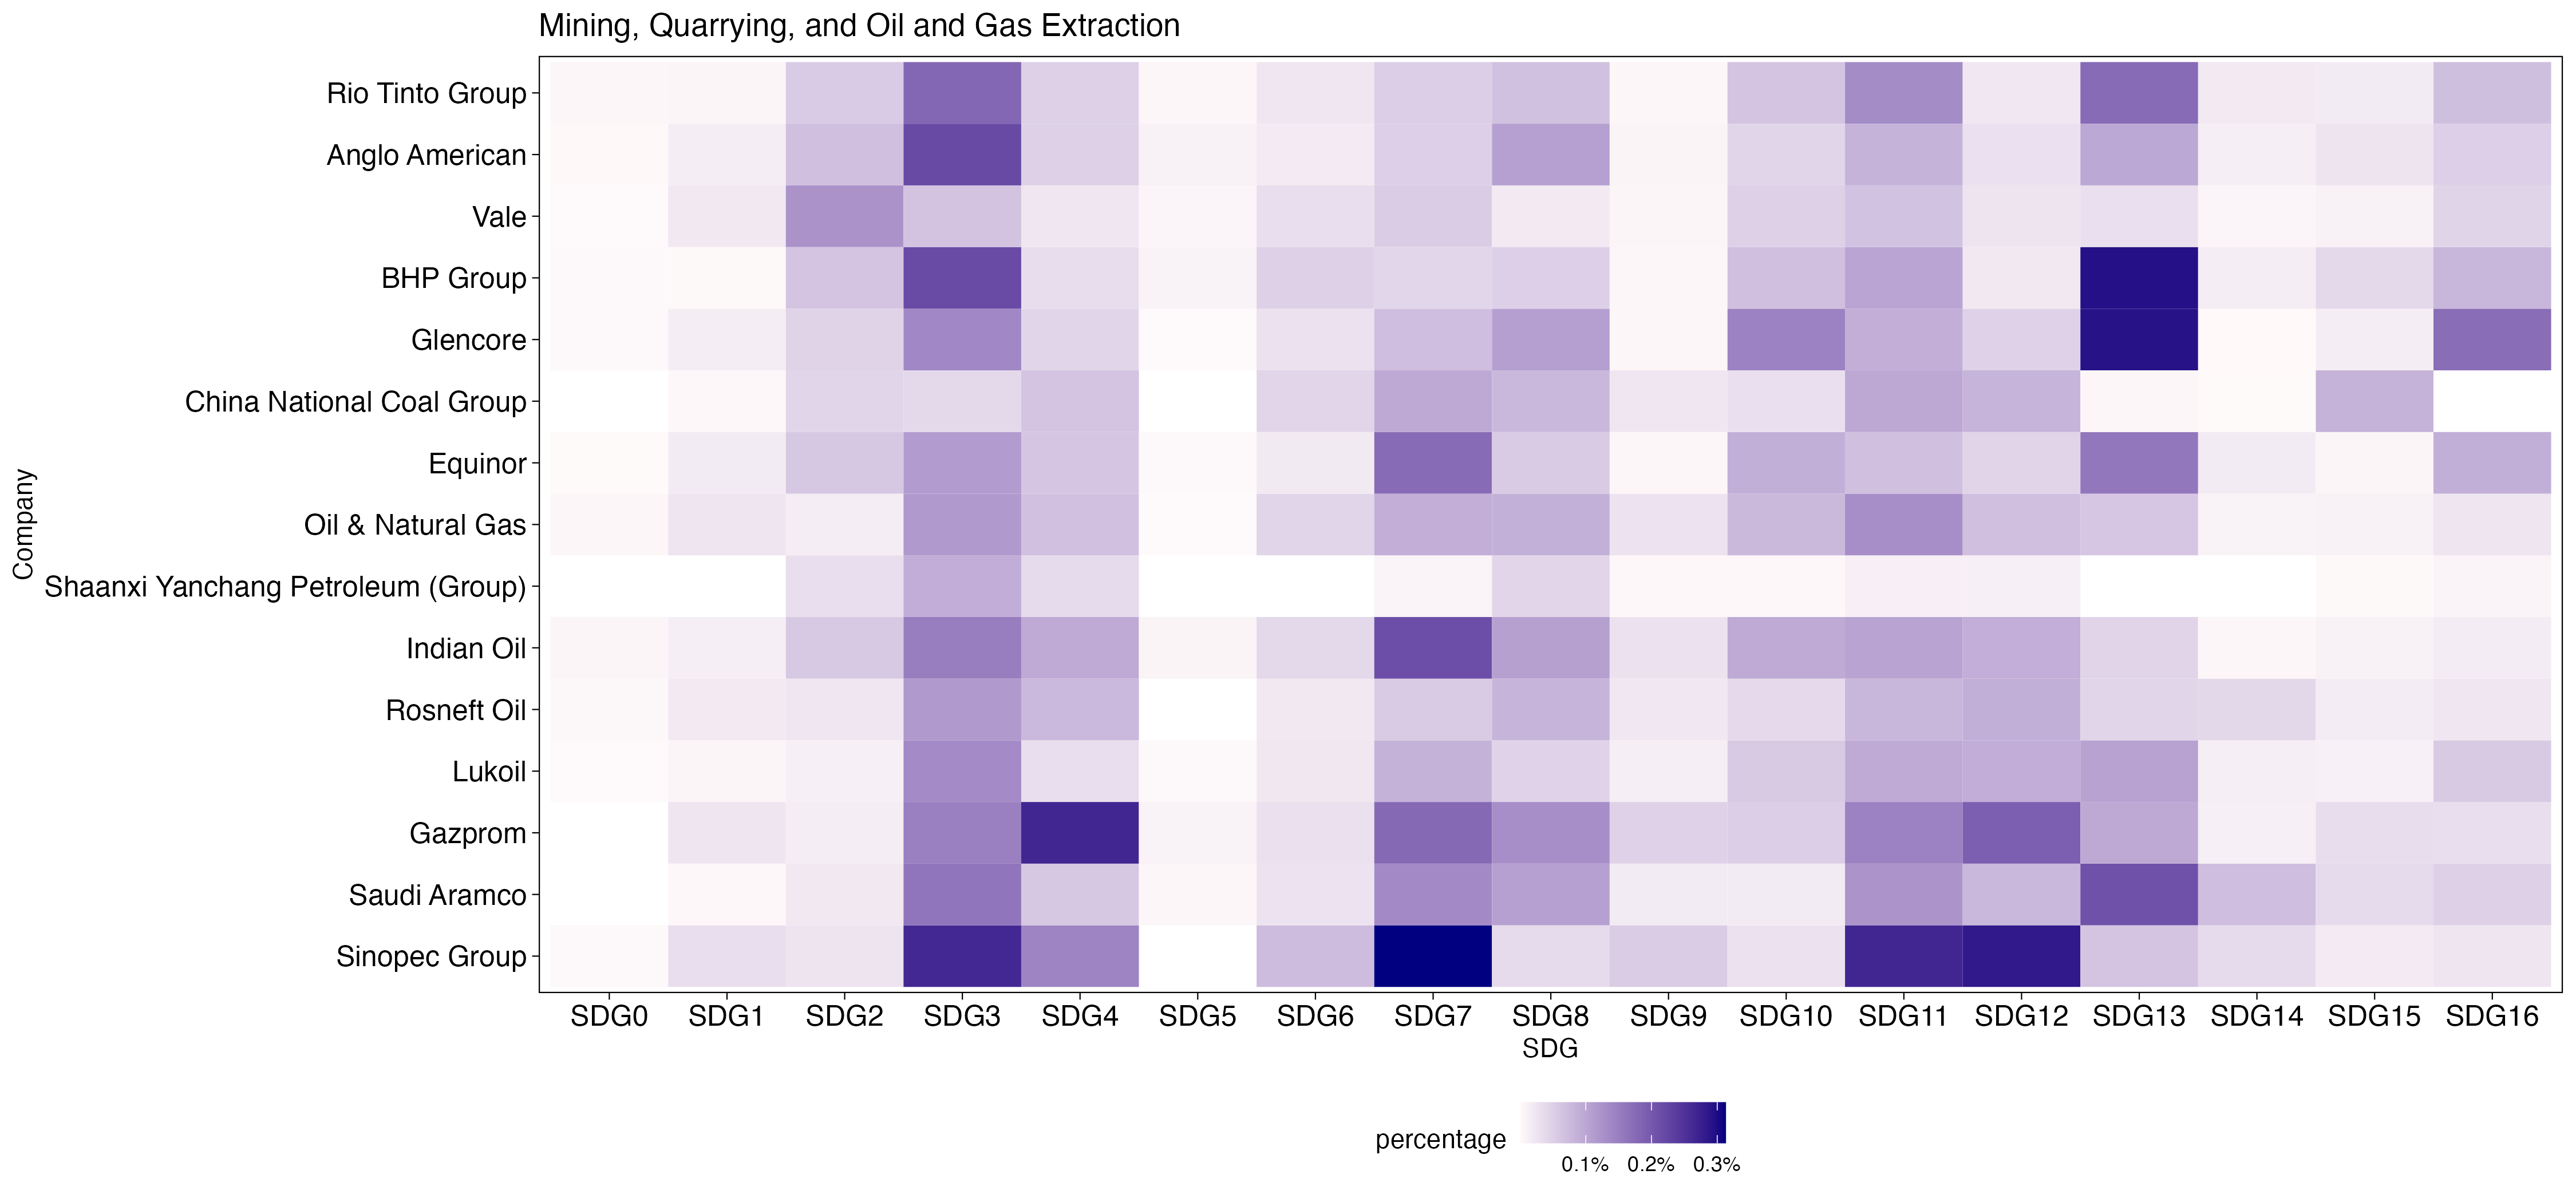 Mining, Quarrying, and Oil and Gas Extraction
Company
Rio Tinto Group
Anglo American
Vale
BHP Group
Glencore
China National Coal Group
Equinor
Oil & Natural Gas
Shaanxi Yanchang Petroleum (Group)
Indian Oil
Rosneft Oil
Lukoil
Gazprom
Saudi Aramco
Sinopec Group
SDG0 SDG1 SDG2 SDG3 SDG4 SDG5 SDG6 SDG7 SDG8 SDG9 SDG10 SDG11 SDG12 SDG13 SDG14 SDG15 SDG16
SDG
percentage
0.1% 0.2% 0.3%